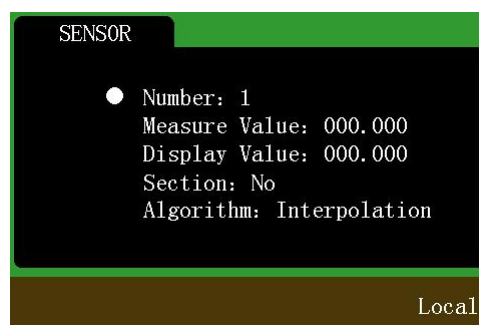 SENSOR
Number: 1
Measure Value: 000.000
Display Value: 000.000
Section: No
Algorithm: Interpolation
Local